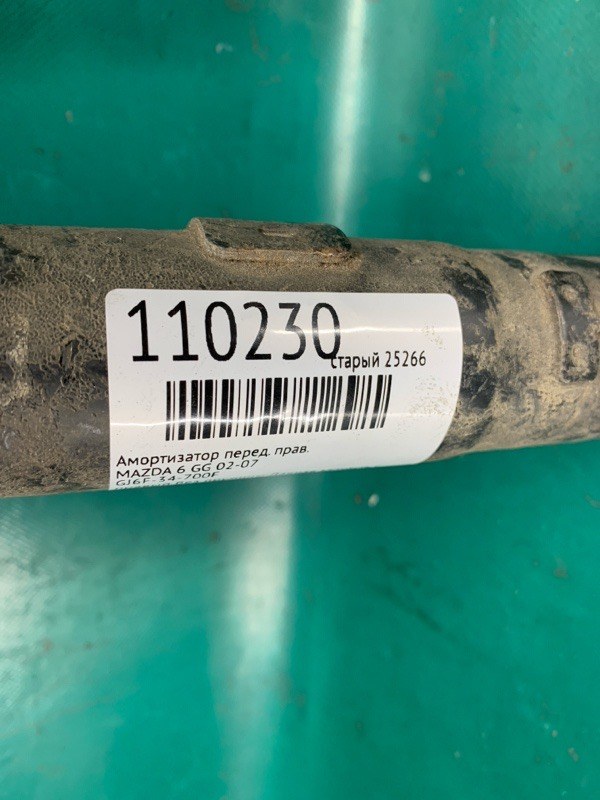 110230
старый 25266
Амортизатор перед. прав.
MAZDA 6 GG 02-07
GJ6E-34-700F